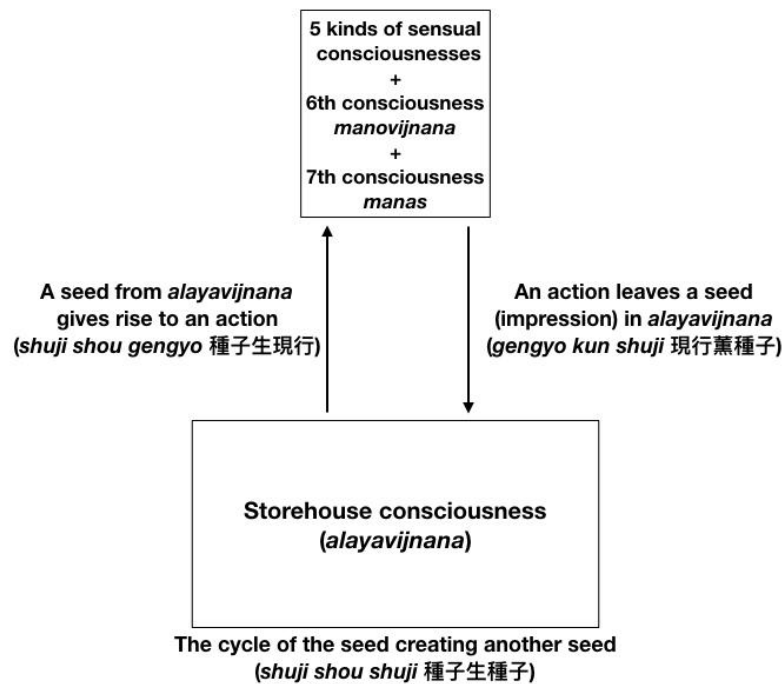 5 kinds of sensual
consciousnesses
+
6th consciousness
manovijnana
+
7th consciousness
manas
A seed from alayavijnana
gives rise to an action
(shuji shou gengyo 種子生現行)
An action leaves a seed
(impression) in alayavijnana
(gengyo kun shuji 現行薫種子)
Storehouse consciousness
(alayavijnana)
The cycle of the seed creating another seed
(shuji shou shuji 種子生種子)